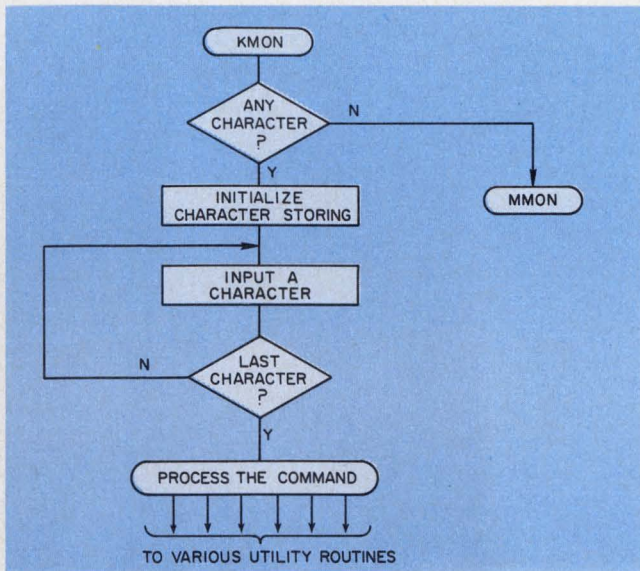 KMON
ANY
CHARACTER
?
N
Y
MMON
INITIALIZE
CHARACTER STORING
INPUT A
CHARACTER
N
LAST
CHARACTER
?
Y
PROCESS THE COMMAND
TO VARIOUS UTILITY ROUTINES